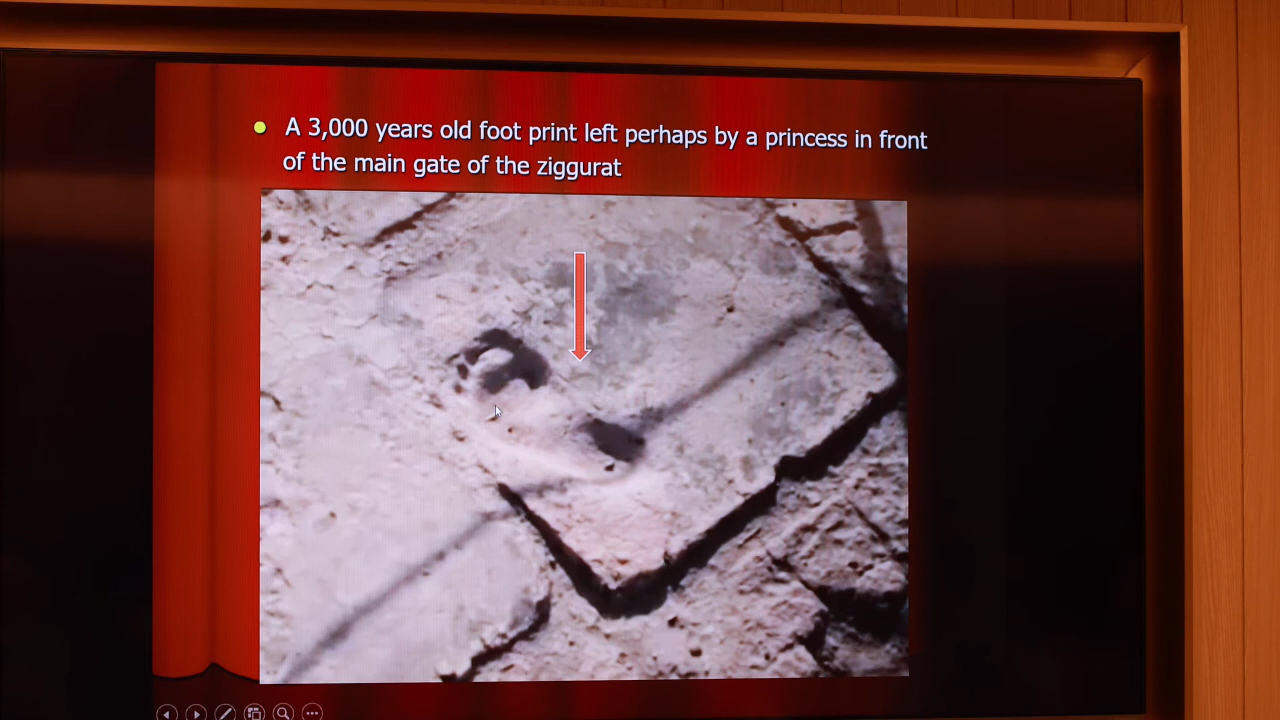 A 3,000 years old foot print left perhaps by a princess in front
of the main gate of the ziggurat